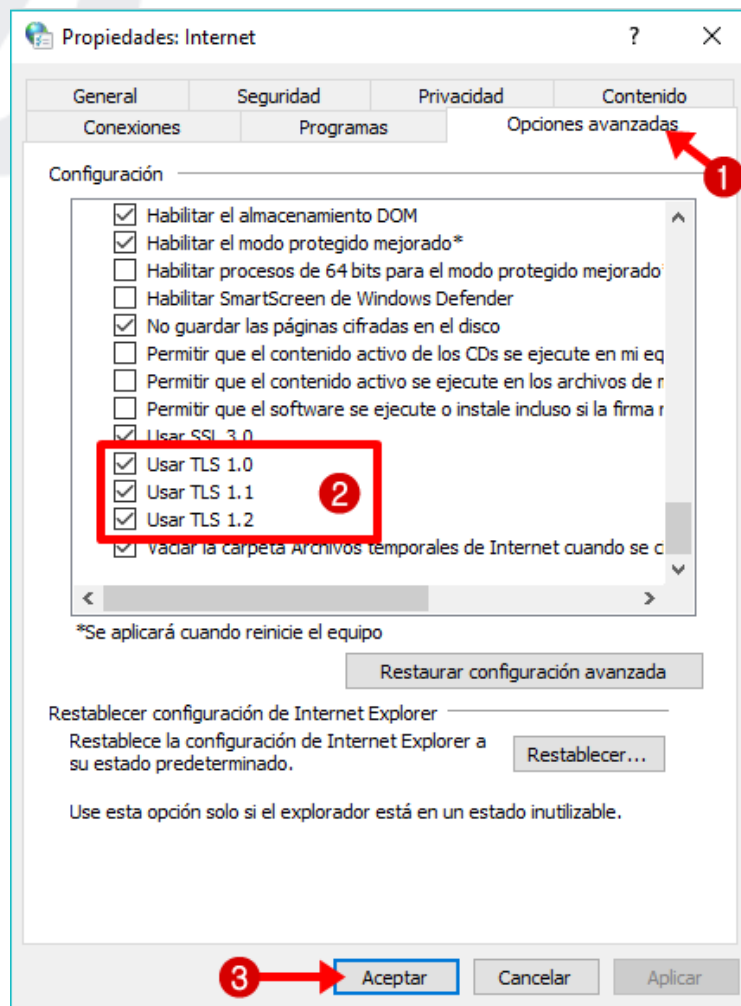 Propiedades: Internet
?
General Seguridad Privacidad Contenido
Conexiones Programas Opciones avanzadas
1
Configuración
Habilitar el almacenamiento DOM
Habilitar el modo protegido mejorado*
Habilitar procesos de 64 bits para el modo protegido mejorado
Habilitar SmartScreen de Windows Defender
No guardar las páginas cifradas en el disco
Permitir que el contenido activo de los CDs se ejecute en mi eq
Permitir que el contenido activo se ejecute en los archivos de
Permitir que el software se ejecute o instale incluso si la firma
Usar SSL 3.0
Usar TLS 1.0
Usar TLS 1.1
2
Usar TLS 1.2
Vaciar la carpeta Archivos temporales de Internet cuando se
*Se aplicará cuando reinicie el equipo
Restaurar configuración avanzada
Restablecer configuración de Internet Explorer
Restablece la configuración de Internet Explorer a
su estado predeterminado.
Restablecer...
Use esta opción solo si el explorador está en un estado inutilizable.
3
Aceptar Cancelar Aplicar